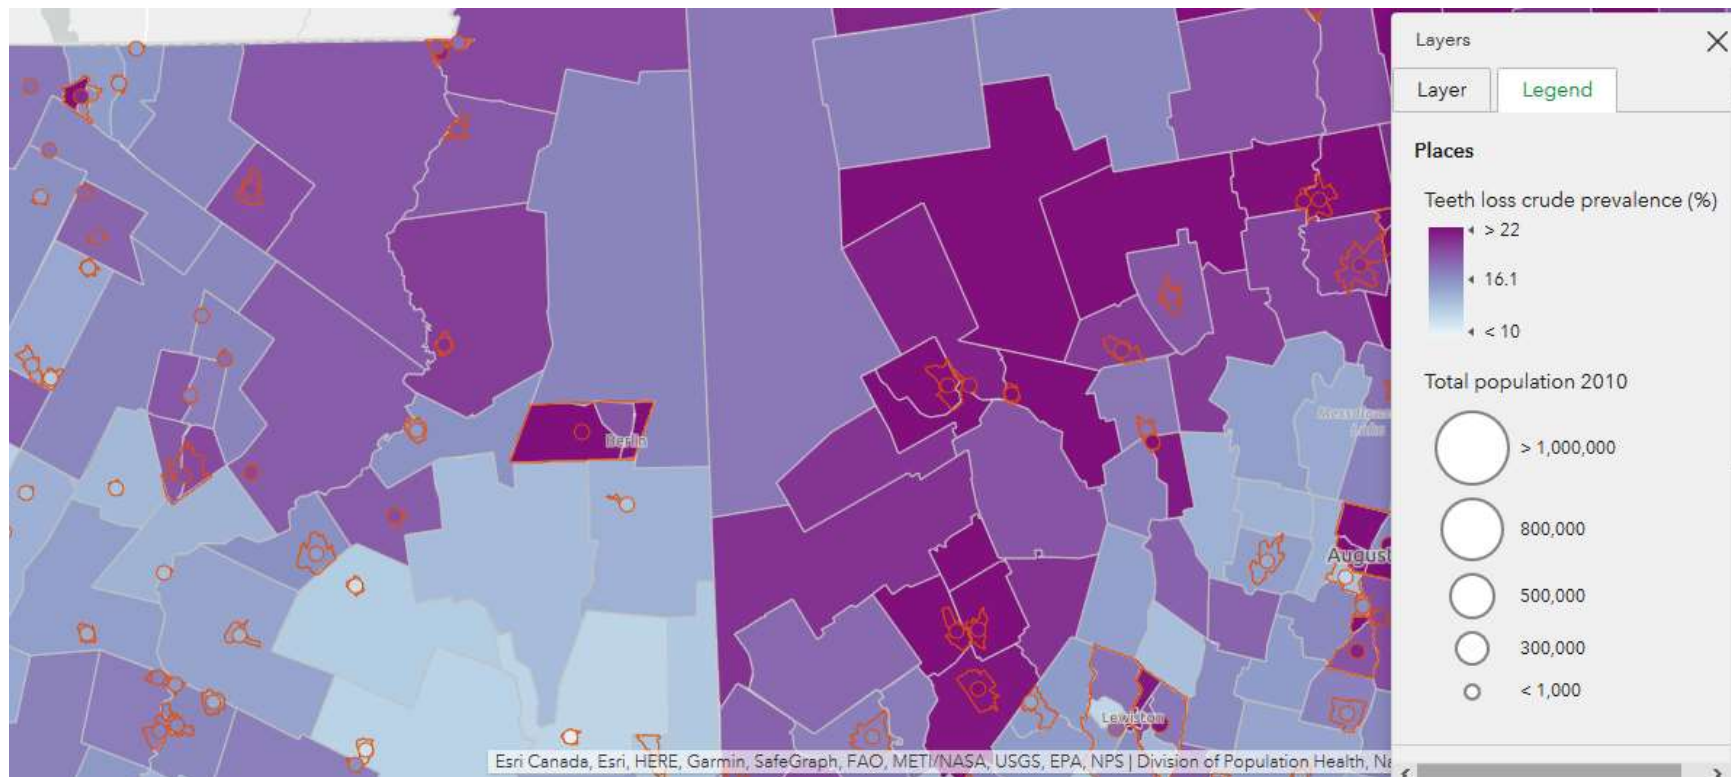 Layers
Layer
Legend
Places
Teeth loss crude prevalence (%)
> 22
16.1
< 10
Total population 2010
> 1,000,000
800,000
500,000
300,000
< 1,000
Berlin
August
Lewiston
Esri Canada, Esri, HERE, Garmin, SafeGraph, FAO, METI/NASA, USGS, EPA, NPS | Division of Population Health, Na